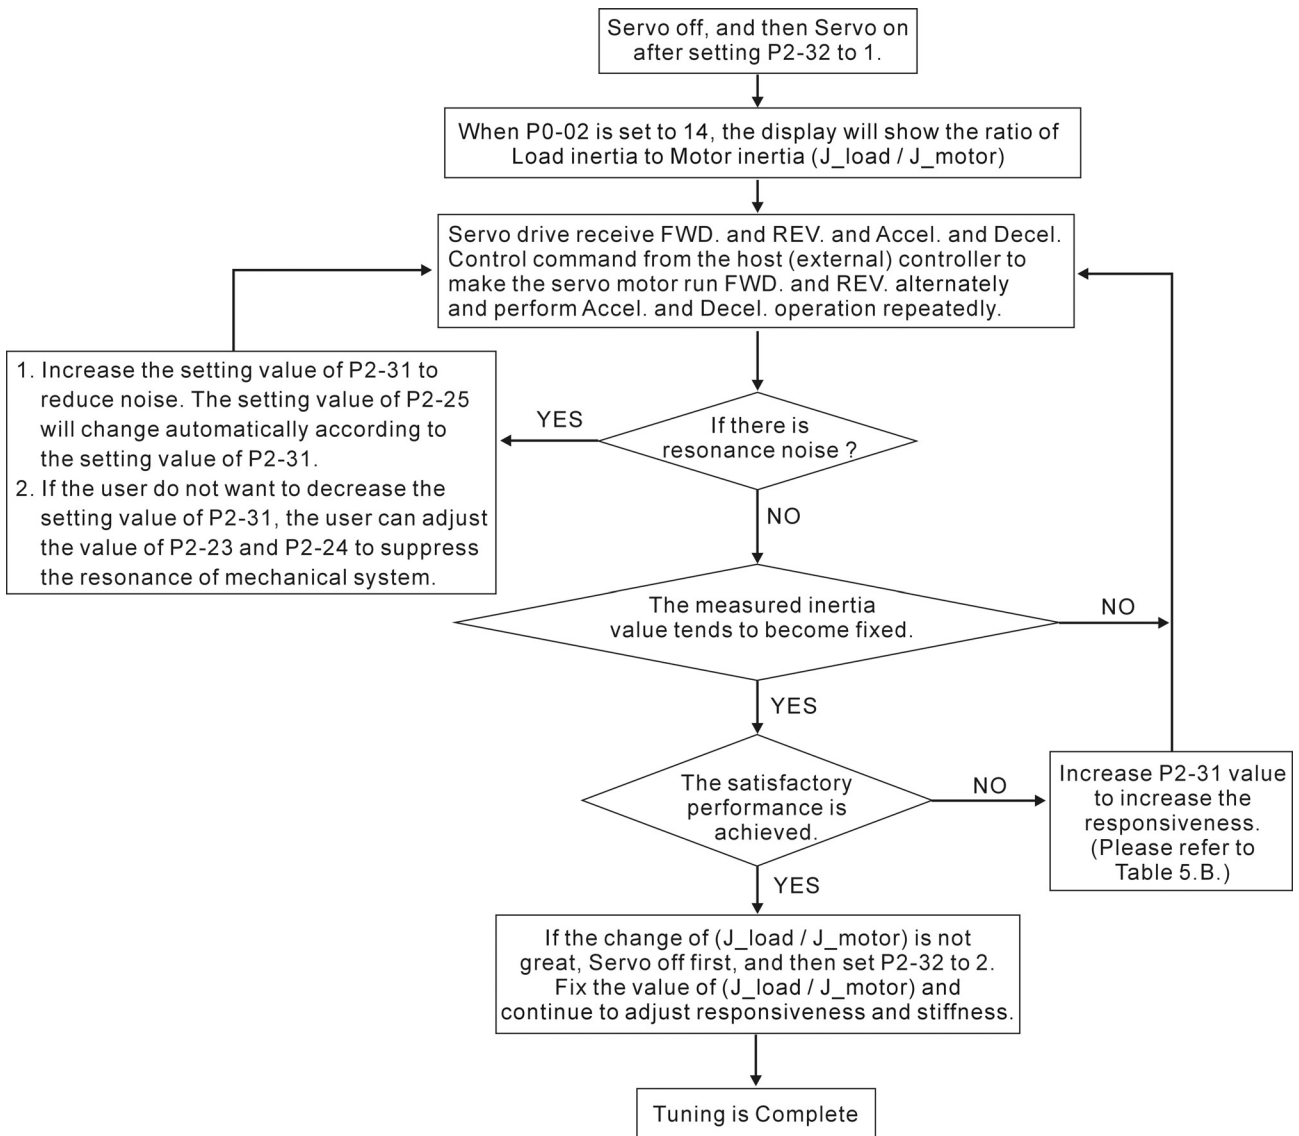 Servo off, and then Servo on
after setting P2-32 to 1.
When P0-02 is set to 14, the display will show the ratio of
Load inertia to Motor inertia (J_load / J_motor)
Servo drive receive FWD. and REV. and Accel. and Decel.
Control command from the host (external) controller to
make the servo motor run FWD. and REV. alternately
and perform Accel. and Decel. operation repeatedly.
If there is
resonance noise ?
YES
1. Increase the setting value of P2-31 to
reduce noise. The setting value of P2-25
will change automatically according to
the setting value of P2-31.
2. If the user do not want to decrease the
setting value of P2-31, the user can adjust
the value of P2-23 and P2-24 to suppress
the resonance of mechanical system.
NO
The measured inertia
value tends to become fixed.
NO
YES
The satisfactory
performance is
achieved.
NO
Increase P2-31 value
to increase the
responsiveness.
(Please refer to
Table 5.B.)
YES
If the change of (J_load / J_motor) is not
great, Servo off first, and then set P2-32 to 2.
Fix the value of (J_load / J_motor) and
continue to adjust responsiveness and stiffness.
Tuning is Complete